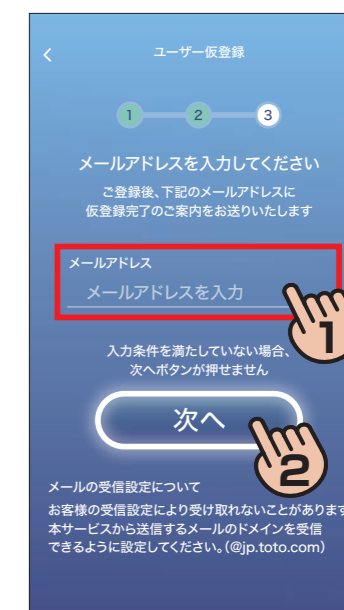 ユーザー仮登録
1 2 3
メールアドレスを入力してください
ご登録後、下記のメールアドレスに
仮登録完了のご案内をお送りいたします
メールアドレス
メールアドレスを入力
1
入力条件を満たしていない場合、
次へボタンが押せません
次へ
2
メールの受信設定について
お客様の受信設定により受け取れないことがあります
本サービスから送信するメールのドメインを受信
できるように設定してください。(@jp.toto.com)